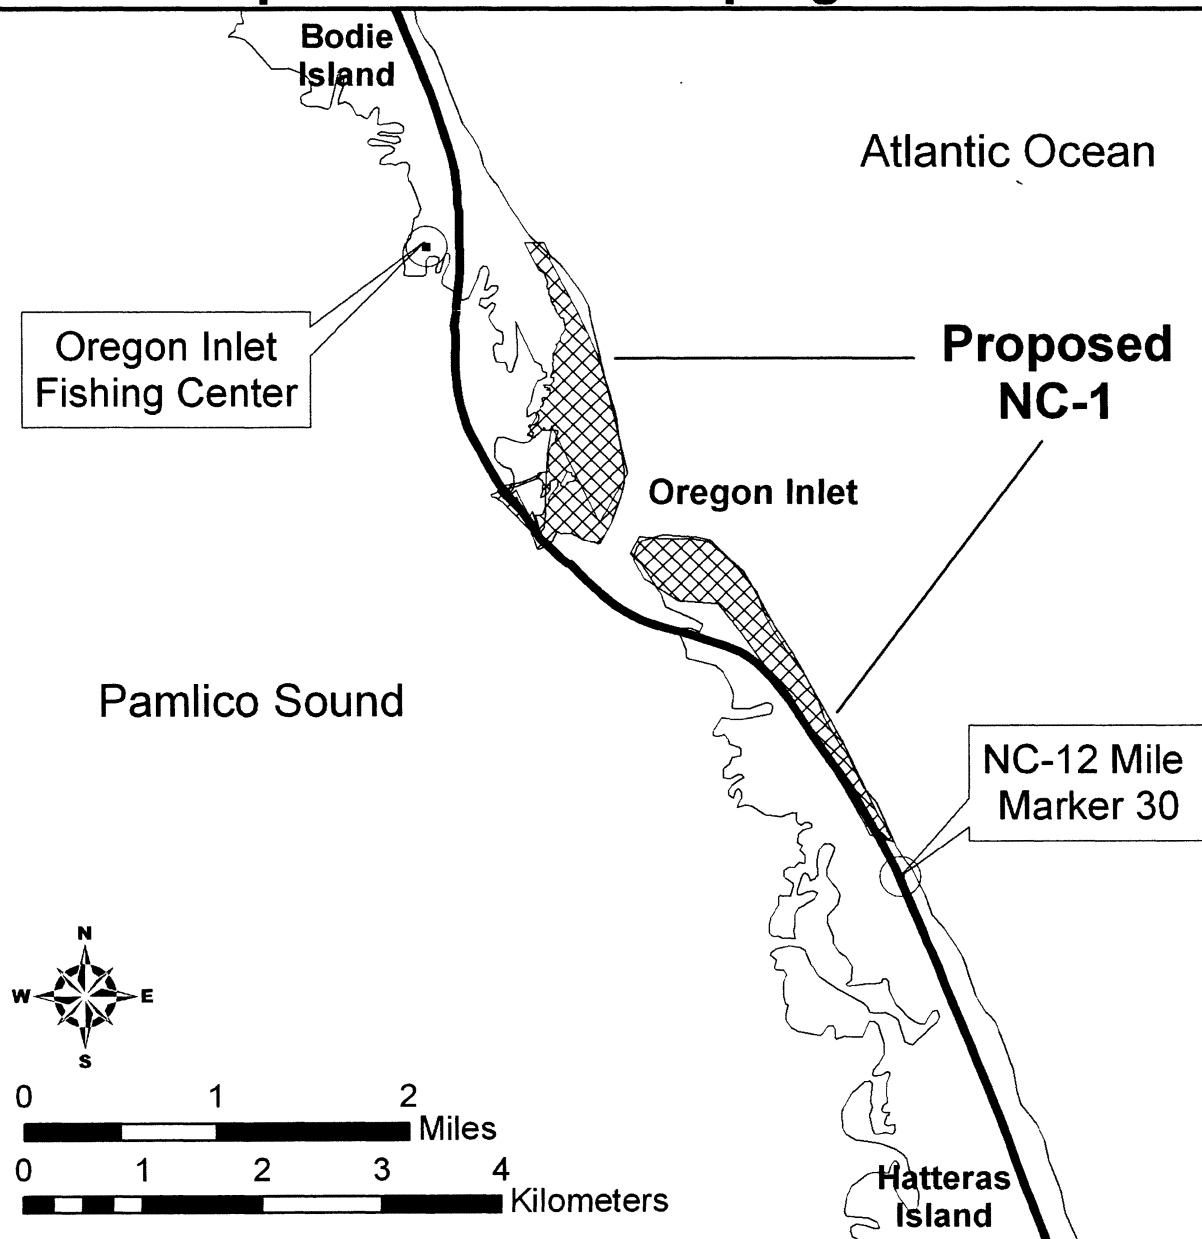 Bodie
Island
Atlantic Ocean
Oregon Inlet
Fishing Center
Proposed
NC-1
Oregon Inlet
Pamlico Sound
NC-12 Mile
Marker 30
N
W
E
S
0 1 2
Miles
0 1 2 3 4
Kilometers
Hatteras
Island